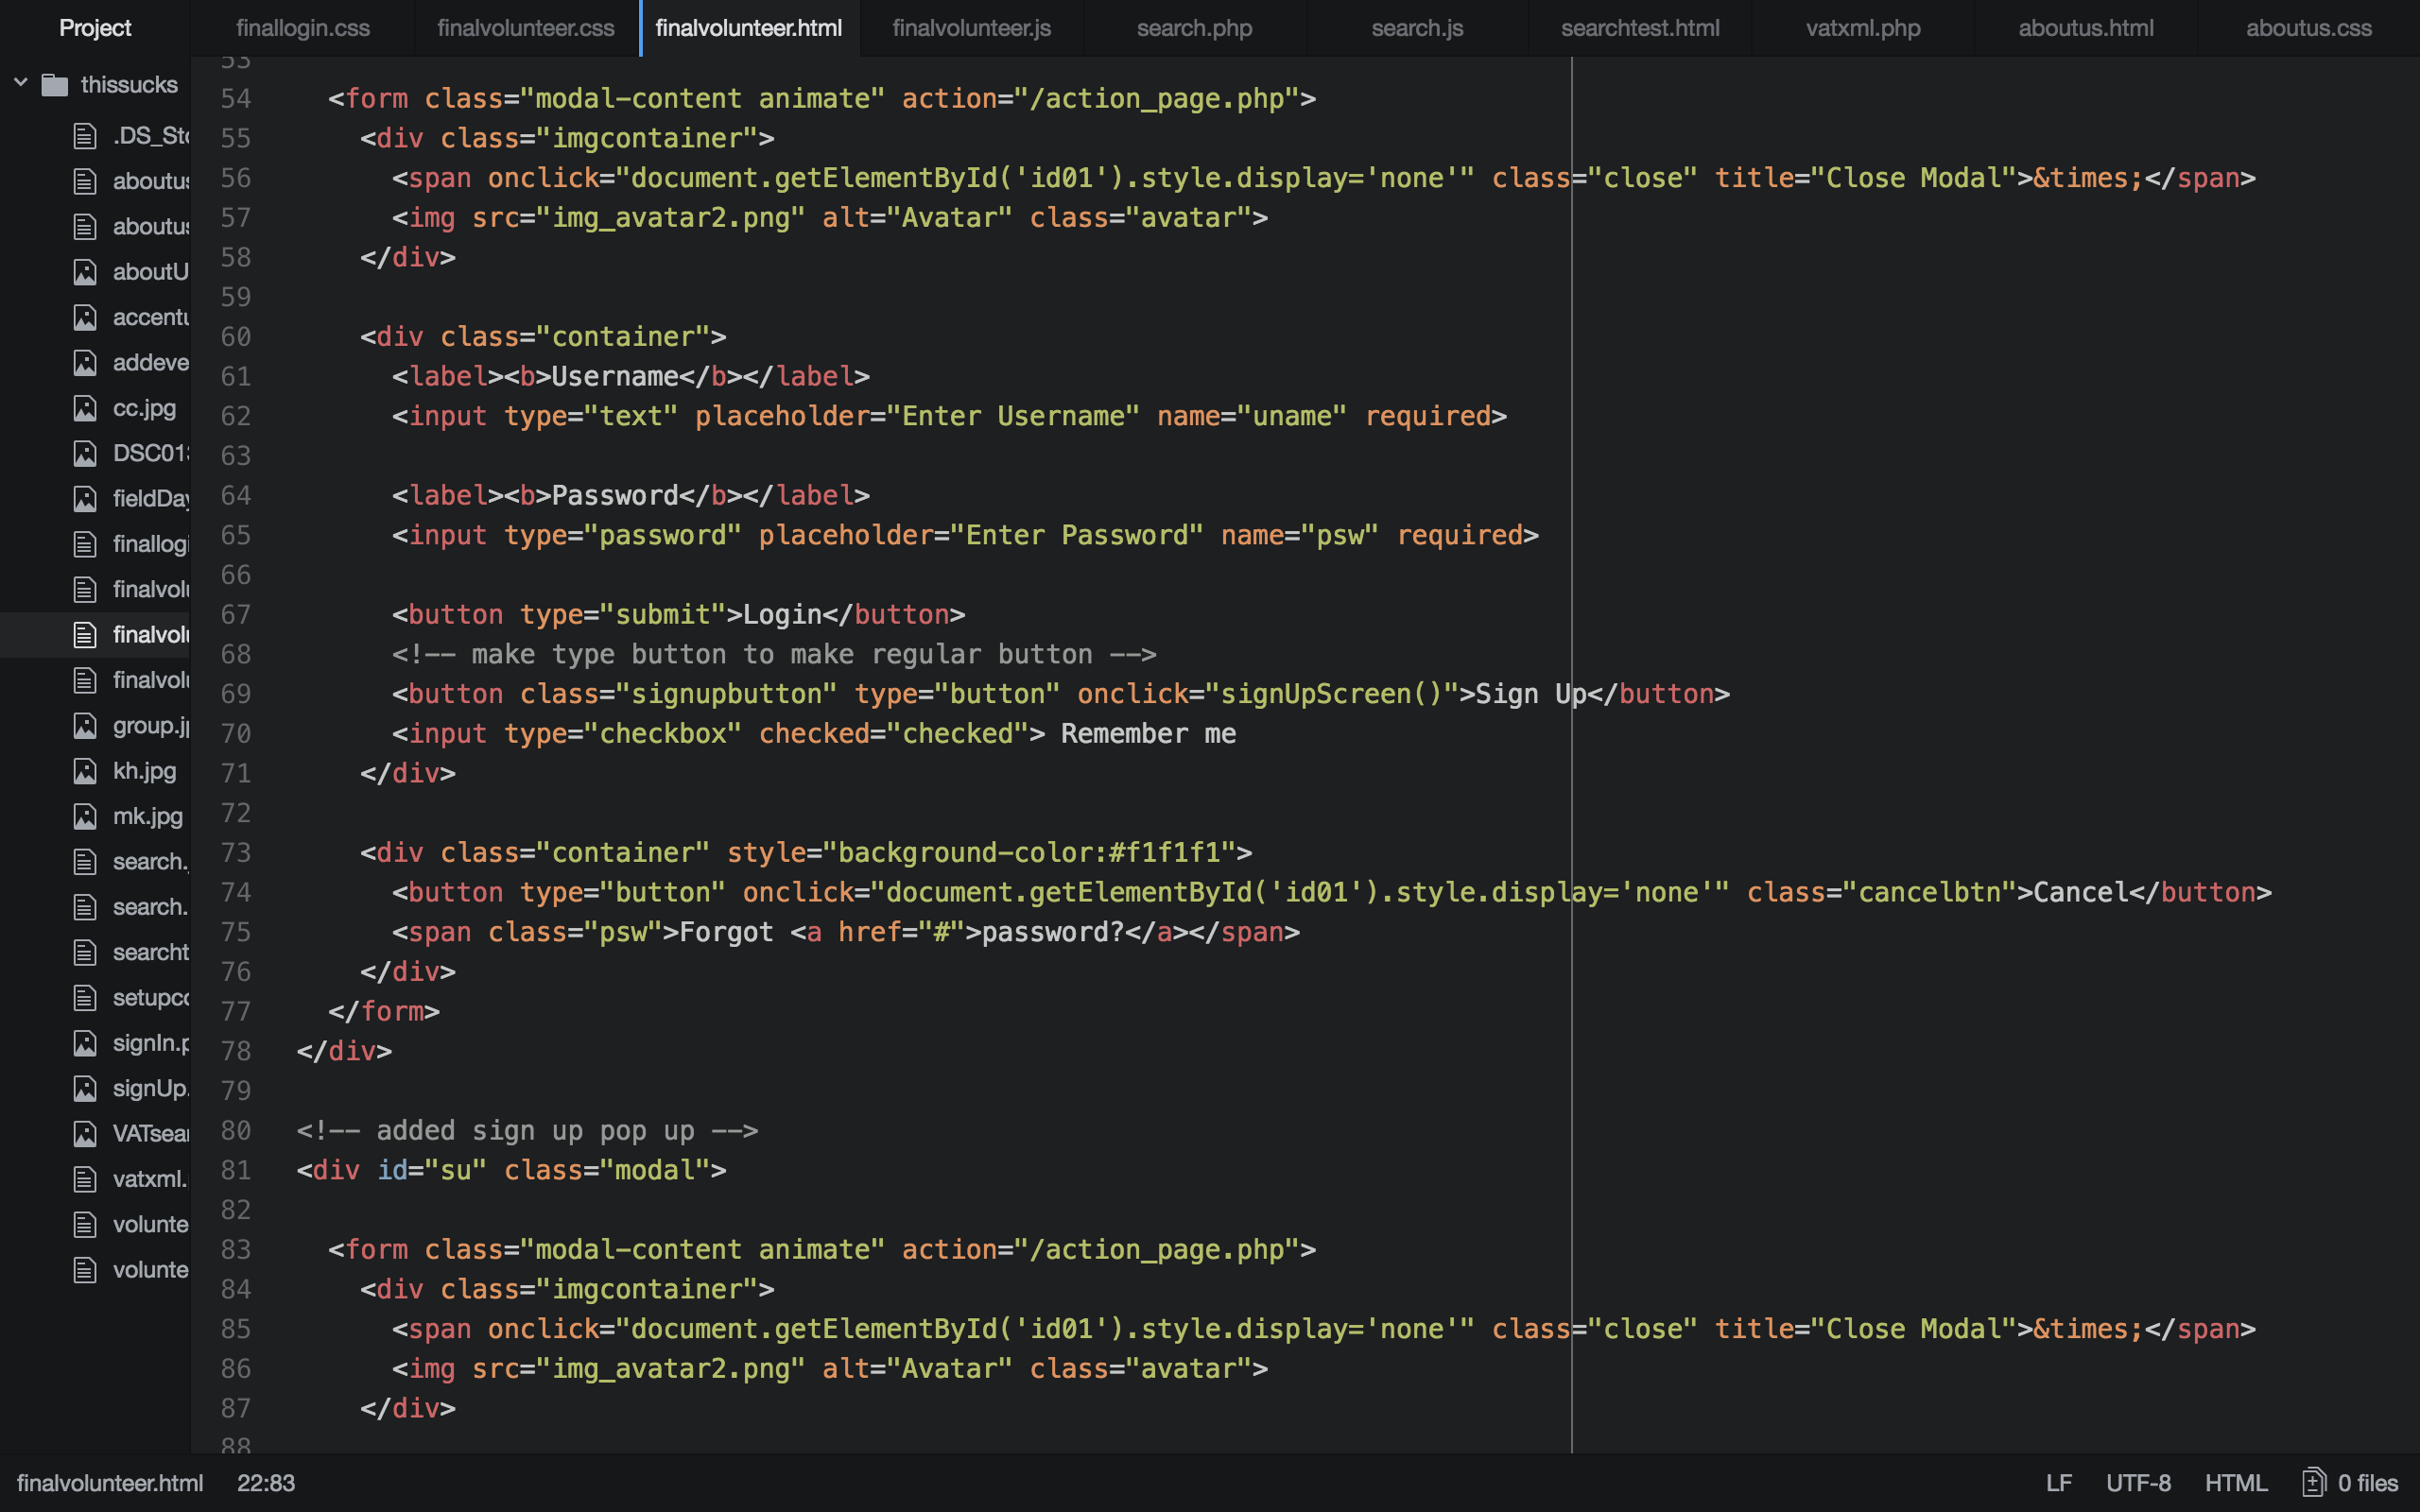 Project
finallogin.css
finalvolunteer.css
finalvolunteer.html
finalvolunteer.js
search.php
search.js
searchtest.html
vatxml.php
aboutus.html
aboutus.css
thissucks
.DS_Sto
aboutus
aboutus
aboutU
accentu
addeve
cc.jpg
DSC013
fieldDay
finallogi
finalvolu
finalvolu
finalvolu
group.jp
kh.jpg
mk.jpg
search.
search.
searcht
setupco
signIn.p
signUp.
VATsear
vatxml.
volunte
volunte
53
54 <form class="modal-content animate" action="/action_page.php">
55 <div class="imgcontainer">
56 <span onclick="document.getElementById('id01').style.display='none'" class="close" title="Close Modal">&times;</span>
57 <img src="img_avatar2.png" alt="Avatar" class="avatar">
58 </div>
59
60 <div class="container">
61 <label><b>Username</b></label>
62 <input type="text" placeholder="Enter Username" name="uname" required>
63
64 <label><b>Password</b></label>
65 <input type="password" placeholder="Enter Password" name="psw" required>
66
67 <button type="submit">Login</button>
68 <!-- make type button to make regular button -->
69 <button class="signupbutton" type="button" onclick="signUpScreen()">Sign Up</button>
70 <input type="checkbox" checked="checked"> Remember me
71 </div>
72
73 <div class="container" style="background-color:#f1f1f1">
74 <button type="button" onclick="document.getElementById('id01').style.display='none'" class="cancelbtn">Cancel</button>
75 <span class="psw">Forgot <a href="#">password?</a></span>
76 </div>
77 </form>
78 </div>
79
80 <!-- added sign up pop up -->
81 <div id="su" class="modal">
82
83 <form class="modal-content animate" action="/action_page.php">
84 <div class="imgcontainer">
85 <span onclick="document.getElementById('id01').style.display='none'" class="close" title="Close Modal">&times;</span>
86 <img src="img_avatar2.png" alt="Avatar" class="avatar">
87 </div>
88
finalvolunteer.html 22:83 LF UTF-8 HTML 0 files